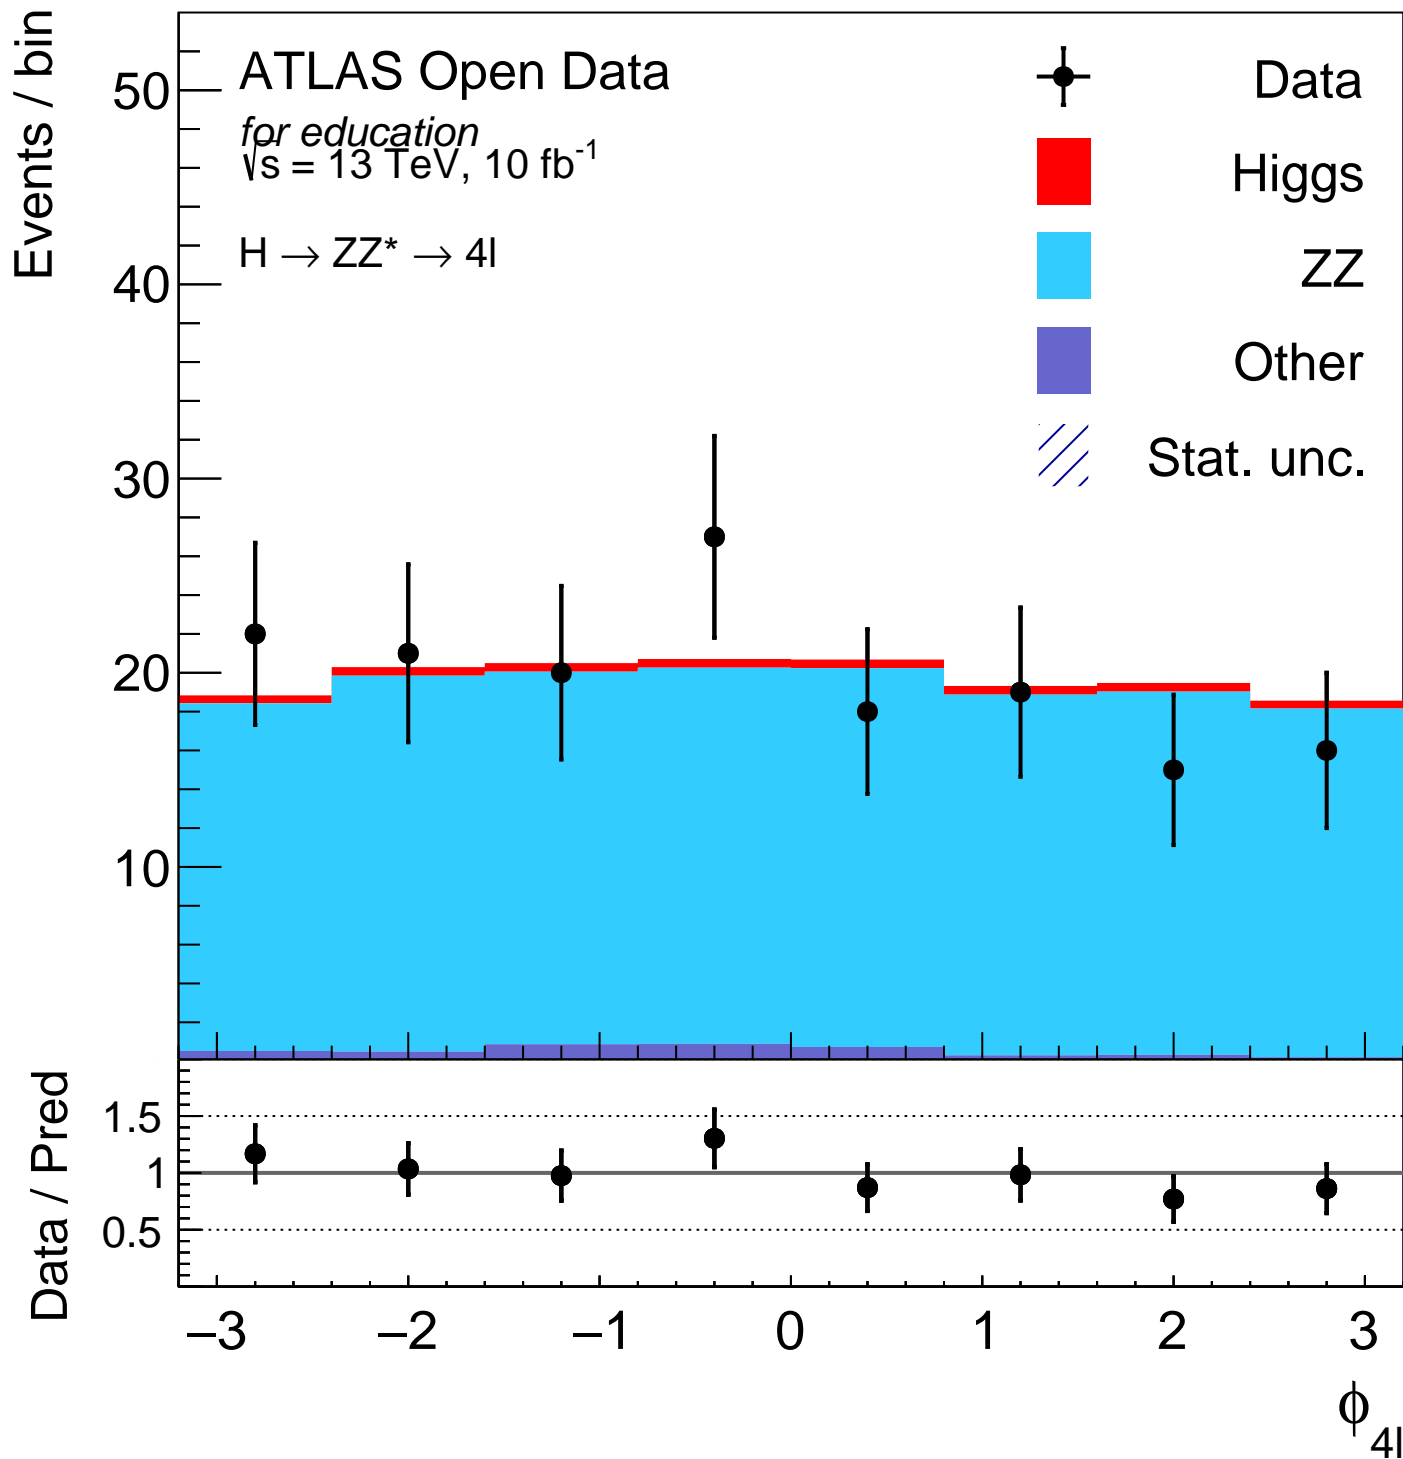 Events / bin
50
40
30
20
10
ATLAS Open Data
for education
√s = 13 TeV, 10 fb-1
H → ZZ* → 4l
Data
Higgs
ZZ
Other
Stat. unc.
Data / Pred
1.5
1
0.5
−3 −2 −1 0 1 2 3
ϕ4l